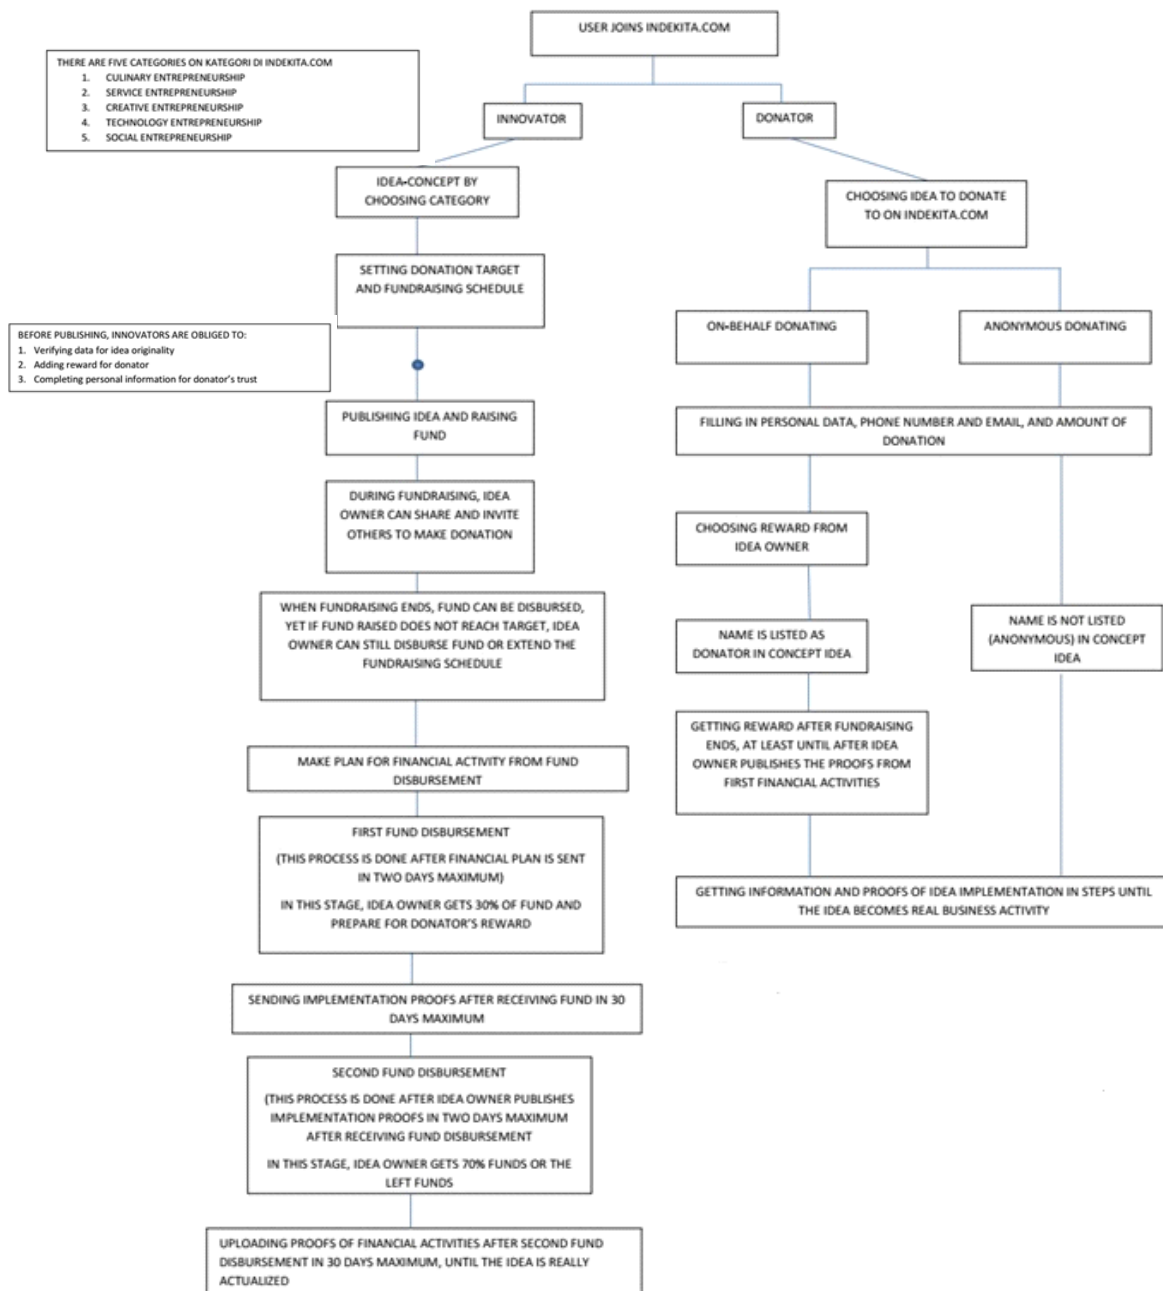 USER JOINS INDEKITA.COM
THERE ARE FIVE CATEGORIES ON KATEGORI DI INDEKITA.COM
1. CULINARY ENTREPRENEURSHIP
2. SERVICE ENTREPRENEURSHIP
3. CREATIVE ENTREPRENEURSHIP
4. TECHNOLOGY ENTREPRENEURSHIP
5. SOCIAL ENTREPRENEURSHIP
INNOVATOR
DONATOR
IDEA-CONCEPT BY
CHOOSING CATEGORY
SETTING DONATION TARGET
AND FUNDRAISING SCHEDULE
BEFORE PUBLISHING, INNOVATORS ARE OBLIGED TO:
1. Verifying data for idea originality
2. Adding reward for donator
3. Completing personal information for donator's trust
PUBLISHING IDEA AND RAISING
FUND
DURING FUNDRAISING, IDEA
OWNER CAN SHARE AND INVITE
OTHERS TO MAKE DONATION
WHEN FUNDRAISING ENDS, FUND CAN BE DISBURSED,
YET IF FUND RAISED DOES NOT REACH TARGET, IDEA
OWNER CAN STILL DISBURSE FUND OR EXTEND THE
FUNDRAISING SCHEDULE
MAKE PLAN FOR FINANCIAL ACTIVITY FROM FUND
DISBURSEMENT
FIRST FUND DISBURSEMENT
(THIS PROCESS IS DONE AFTER FINANCIAL PLAN IS SENT
IN TWO DAYS MAXIMUM)
IN THIS STAGE, IDEA OWNER GETS 30% OF FUND AND
PREPARE FOR DONATOR'S REWARD
SENDING IMPLEMENTATION PROOFS AFTER RECEIVING FUND IN 30
DAYS MAXIMUM
SECOND FUND DISBURSEMENT
(THIS PROCESS IS DONE AFTER IDEA OWNER PUBLISHES
IMPLEMENTATION PROOFS IN TWO DAYS MAXIMUM
AFTER RECEIVING FUND DISBURSEMENT
IN THIS STAGE, IDEA OWNER GETS 70% FUNDS OR THE
LEFT FUNDS
UPLOADING PROOFS OF FINANCIAL ACTIVITIES AFTER SECOND FUND
DISBURSEMENT IN 30 DAYS MAXIMUM, UNTIL THE IDEA IS REALLY
ACTUALIZED
CHOOSING IDEA TO DONATE
TO ON INDEKITA.COM
ON-BEHALF DONATING
ANONYMOUS DONATING
FILLING IN PERSONAL DATA, PHONE NUMBER AND EMAIL, AND AMOUNT OF
DONATION
CHOOSING REWARD FROM
IDEA OWNER
NAME IS LISTED AS
DONATOR IN CONCEPT IDEA
NAME IS NOT LISTED
(ANONYMOUS) IN CONCEPT
IDEA
GETTING REWARD AFTER FUNDRAISING
ENDS, AT LEAST UNTIL AFTER IDEA
OWNER PUBLISHES THE PROOFS FROM
FIRST FINANCIAL ACTIVITIES
GETTING INFORMATION AND PROOFS OF IDEA IMPLEMENTATION IN STEPS UNTIL
THE IDEA BECOMES REAL BUSINESS ACTIVITY